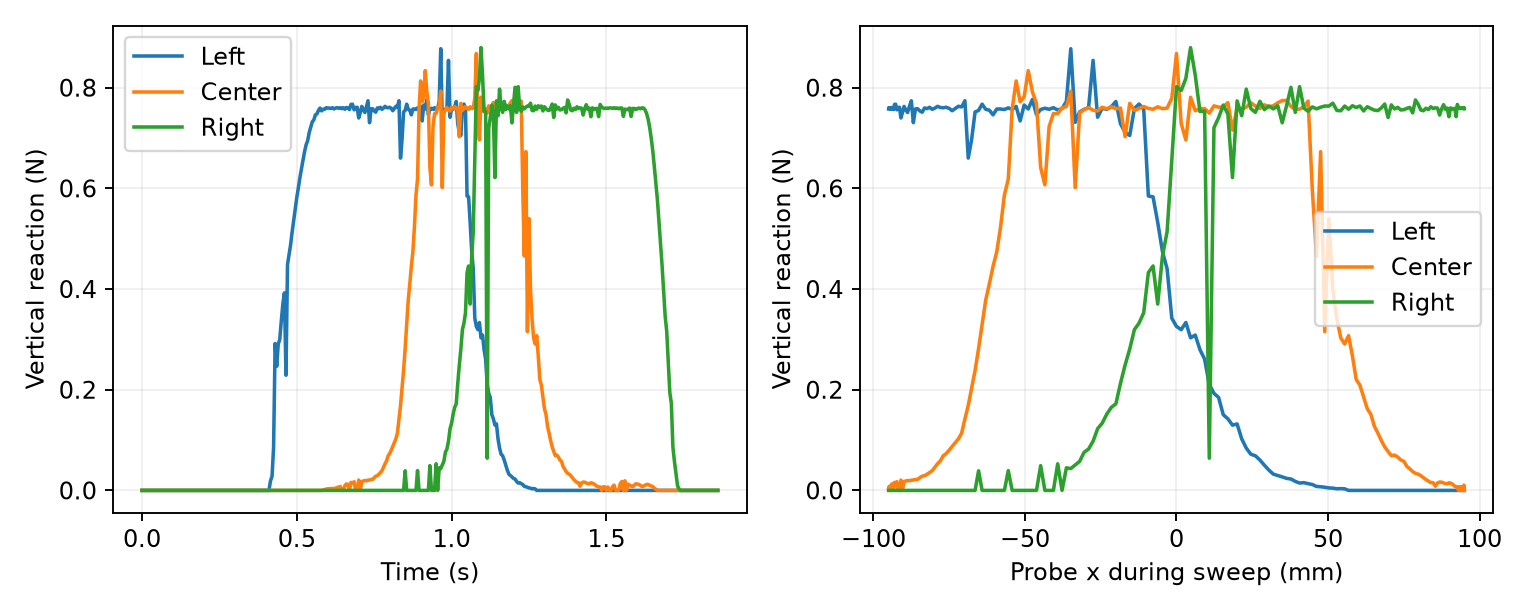 Left
Center
Right
0.0
0.2
0.4
0.6
0.8
Vertical reaction (N)
0.0
0.5
1.0
1.5
Time (s)
Left
Center
Right
0.0
0.2
0.4
0.6
0.8
Vertical reaction (N)
−100
−50
0
50
100
Probe x during sweep (mm)